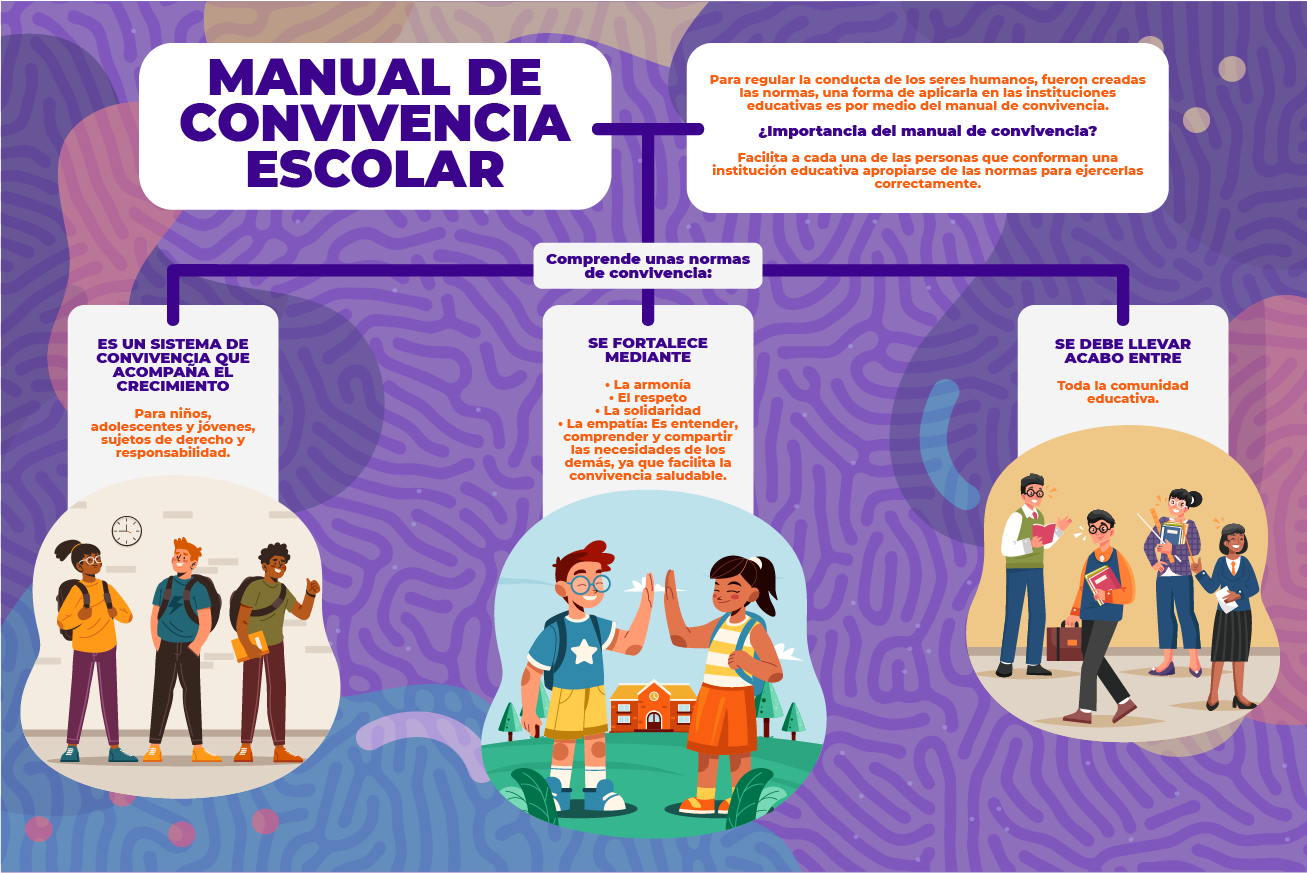 MANUAL DE
CONVIVENCIA
ESCOLAR
Para regular la conducta de los seres humanos, fueron creadas
las normas, una forma de aplicarla en las instituciones
educativas es por medio del manual de convivencia.
¿Importancia del manual de convivencia?
Facilita a cada una de las personas que conforman una
institución educativa apropiarse de las normas para ejercerlas
correctamente.
Comprende unas normas
de convivencia:
ES UN SISTEMA DE
CONVIVENCIA QUE
ACOMPAÑA EL
CRECIMIENTO
Para niños,
adolescentes y jóvenes,
sujetos de derecho y
responsabilidad.
SE FORTALECE
MEDIANTE
• La armonía
• El respeto
• La solidaridad
• La empatía: Es entender,
comprender y compartir
las necesidades de los
demás, ya que facilita la
convivencia saludable.
SE DEBE LLEVAR
ACABO ENTRE
Toda la comunidad
educativa.